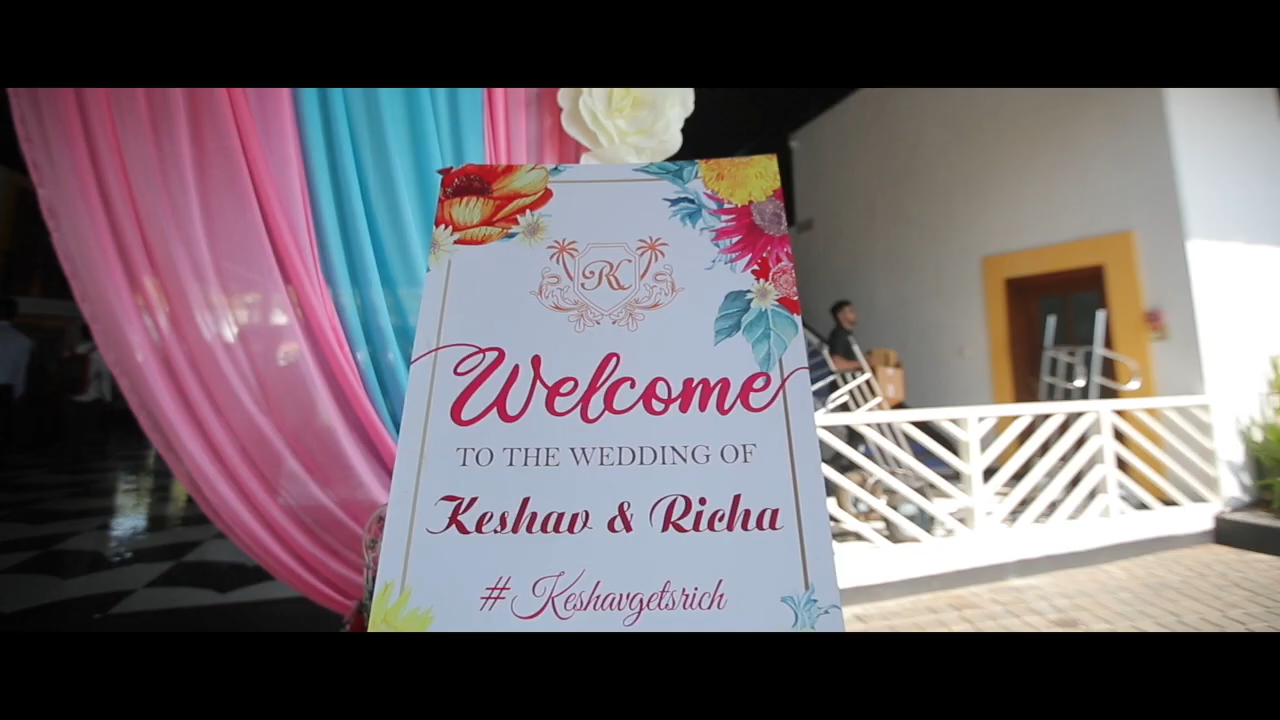 RK
Welcome
TO THE WEDDING OF
Keshav & Richa
#Keshavgetsrich